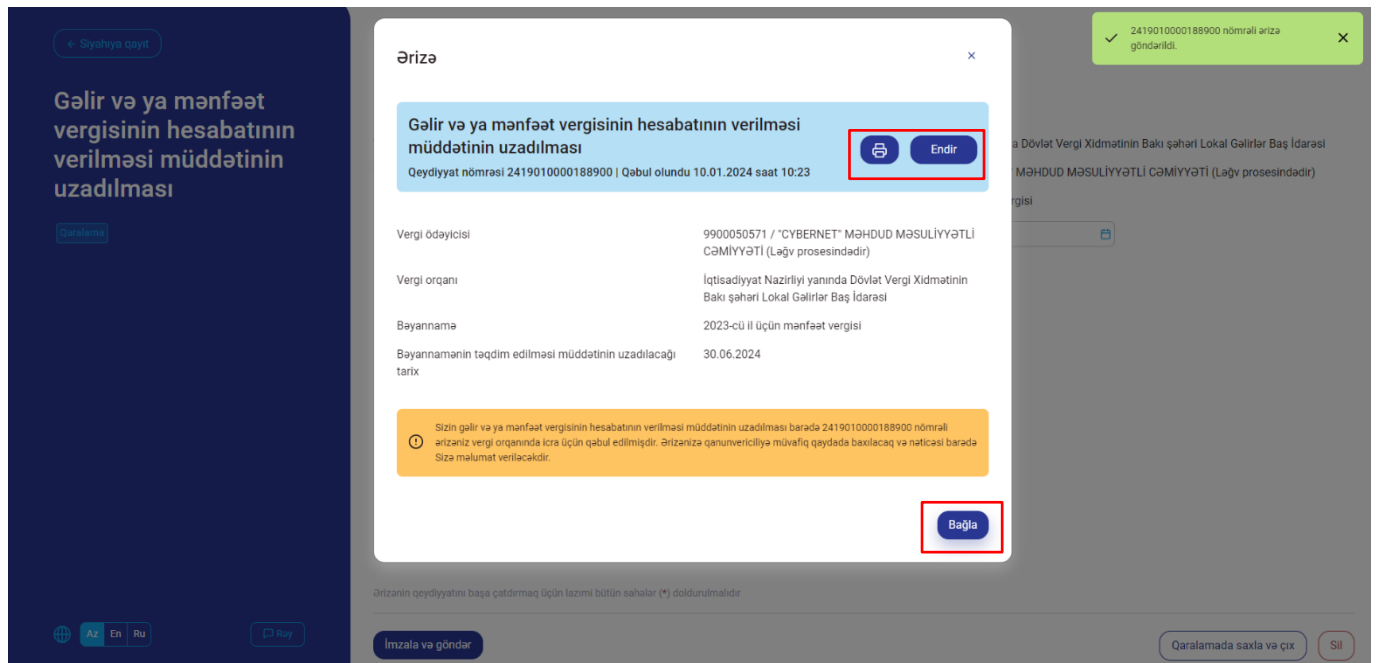 ← Siyahıya qayıt
Gəlir və ya mənfəət
vergisinin hesabatının
verilməsi müddətinin
uzadılması
Qaralama
Az En Ru
Rəy
Ərizə
Gəlir və ya mənfəət vergisinin hesabatının verilməsi
müddətinin uzadılması
Qeydiyyat nömrəsi 2419010000188900 | Qəbul olundu 10.01.2024 saat 10:23
Endir
Vergi ödəyicisi
9900050571 / "CYBERNET" MƏHDUD MƏSULİYYƏTLİ
CƏMİYYƏTİ (Ləğv prosesindədir)
Vergi orqanı
İqtisadiyyat Nazirliyi yanında Dövlət Vergi Xidmətinin
Bakı şəhəri Lokal Gəlirlər Baş İdarəsi
Bəyannamə
2023-cü il üçün mənfəət vergisi
Bəyannamənin təqdim edilməsi müddətinin uzadılacağı
tarix
30.06.2024
Sizin gəlir və ya mənfəət vergisinin hesabatının verilməsi müddətinin uzadılması barədə 2419010000188900 nömrəli
ərizəniz vergi orqanında icra üçün qəbul edilmişdir. Ərizənizə qanunvericiliyə müvafiq qaydada baxılacaq və nəticəsi barədə
Sizə məlumat veriləcəkdir.
Bağla
2419010000188900 nömrəli ərizə
göndərildi.
a Dövlət Vergi Xidmətinin Bakı şəhəri Lokal Gəlirlər Baş İdarəsi
MƏHDUD MƏSULİYYƏTLİ CƏMİYYƏTİ (Ləğv prosesindədir)
rgisi
Ərizənin qeydiyyatını başa çatdırmaq üçün lazımi bütün sahələr (*) doldurulmalıdır
İmzala və göndər
Qaralamada saxla və çıx
Sil